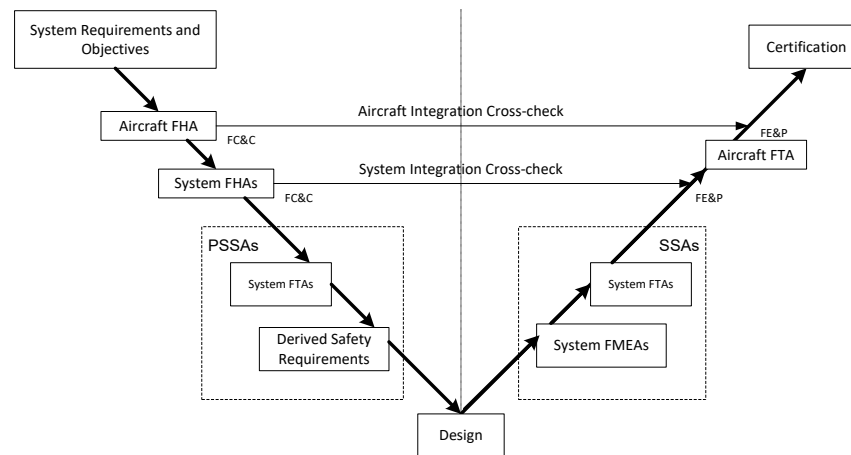 System Requirements and
Objectives
Certification
Aircraft Integration Cross-check
Aircraft FHA
FC&C
FE&P
Aircraft FTA
System Integration Cross-check
System FHAs
FC&C
FE&P
PSSAs
SSAs
System FTAs
System FTAs
Derived Safety
Requirements
System FMEAs
Design